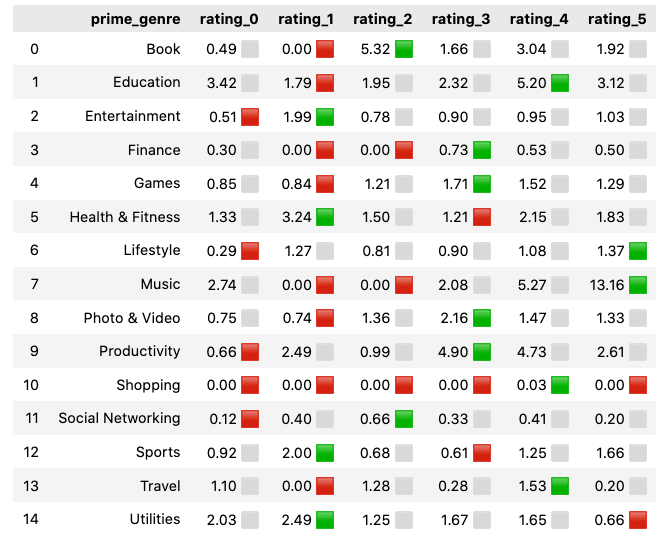 prime_genre rating_0 rating_1 rating_2 rating_3 rating_4 rating_5
0 Book 0.49 0.00 5.32 1.66 3.04 1.92
1 Education 3.42 1.79 1.95 2.32 5.20 3.12
2 Entertainment 0.51 1.99 0.78 0.90 0.95 1.03
3 Finance 0.30 0.00 0.00 0.73 0.53 0.50
4 Games 0.85 0.84 1.21 1.71 1.52 1.29
5 Health & Fitness 1.33 3.24 1.50 1.21 2.15 1.83
6 Lifestyle 0.29 1.27 0.81 0.90 1.08 1.37
7 Music 2.74 0.00 0.00 2.08 5.27 13.16
8 Photo & Video 0.75 0.74 1.36 2.16 1.47 1.33
9 Productivity 0.66 2.49 0.99 4.90 4.73 2.61
10 Shopping 0.00 0.00 0.00 0.00 0.03 0.00
11 Social Networking 0.12 0.40 0.66 0.33 0.41 0.20
12 Sports 0.92 2.00 0.68 0.61 1.25 1.66
13 Travel 1.10 0.00 1.28 0.28 1.53 0.20
14 Utilities 2.03 2.49 1.25 1.67 1.65 0.66